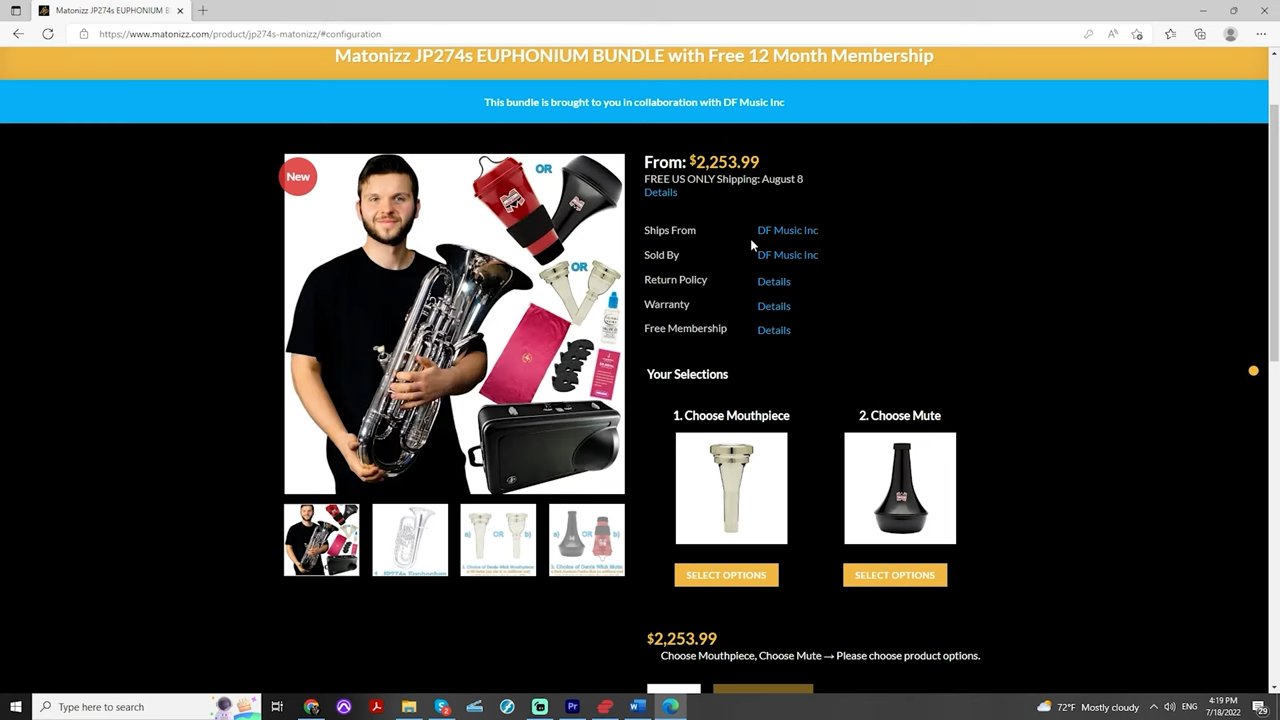 Matonizz JP274s EUPHONIUM B
https://www.matonizz.com/product/jp274s-matonizz/#configuration
Matonizz JP274s EUPHONIUM BUNDLE with Free 12 Month Membership
This bundle is brought to you in collaboration with DF Music Inc
New
OR
OR
From: $2,253.99
FREE US ONLY Shipping: August 8
Details
Ships From DF Music Inc
Sold By DF Music Inc
Return Policy Details
Warranty Details
Free Membership Details
Your Selections
1. Choose Mouthpiece 2. Choose Mute
SELECT OPTIONS SELECT OPTIONS
a) OR b)
a) OR b)
$2,253.99
Choose Mouthpiece, Choose Mute → Please choose product options.
Type here to search
72°F Mostly cloudy ENG
4:19 PM
7/18/2022
29